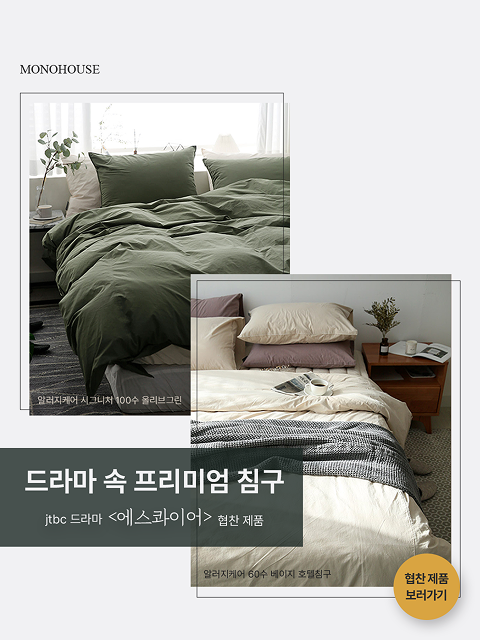 MONOHOUSE
알러지케어 시그니처 100수 올리브그린
드라마 속 프리미엄 침구
jtbc 드라마 <에스콰이어> 협찬 제품
알러지케어 60수 베이지 호텔침구
협찬 제품
보러가기